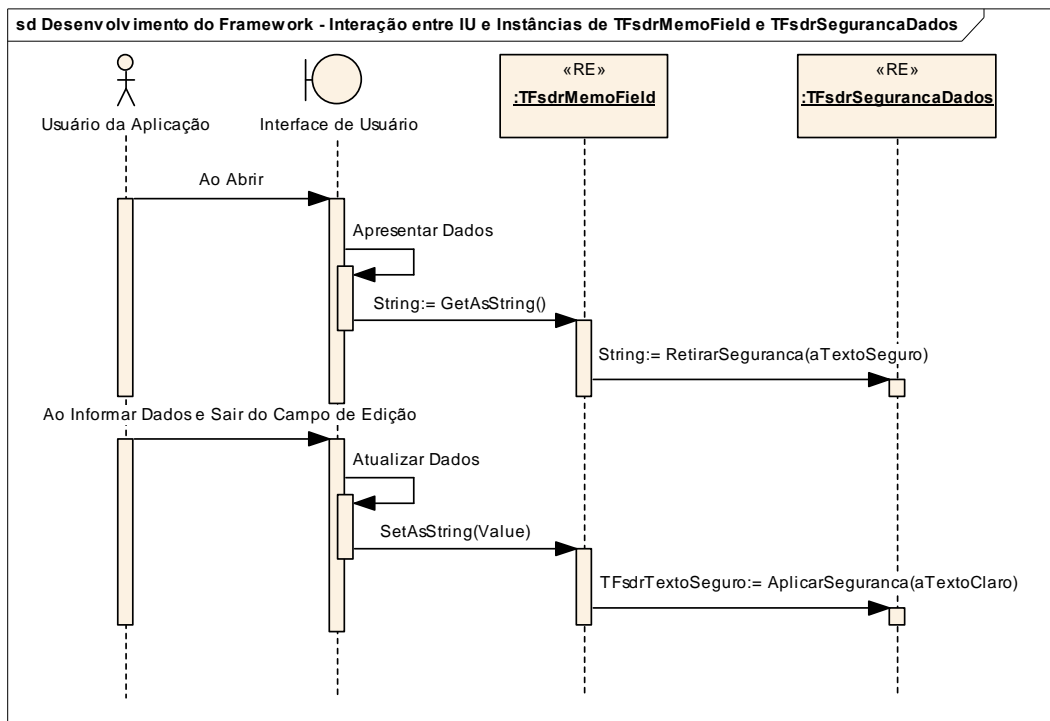 sd Desenvolvimento do Framework - Interação entre IU e Instâncias de TFsdrMemoField e TFsdrSegurancaDados
Usuário da Aplicação
Interface de Usuário
«RE»
:TFsdrMemoField
«RE»
:TFsdrSegurancaDados
Ao Abrir
Apresentar Dados
String:= GetAsString()
String:= RetirarSeguranca(aTextoSeguro)
Ao Informar Dados e Sair do Campo de Edição
Atualizar Dados
SetAsString(Value)
TFsdrTextoSeguro:= AplicarSeguranca(aTextoClaro)